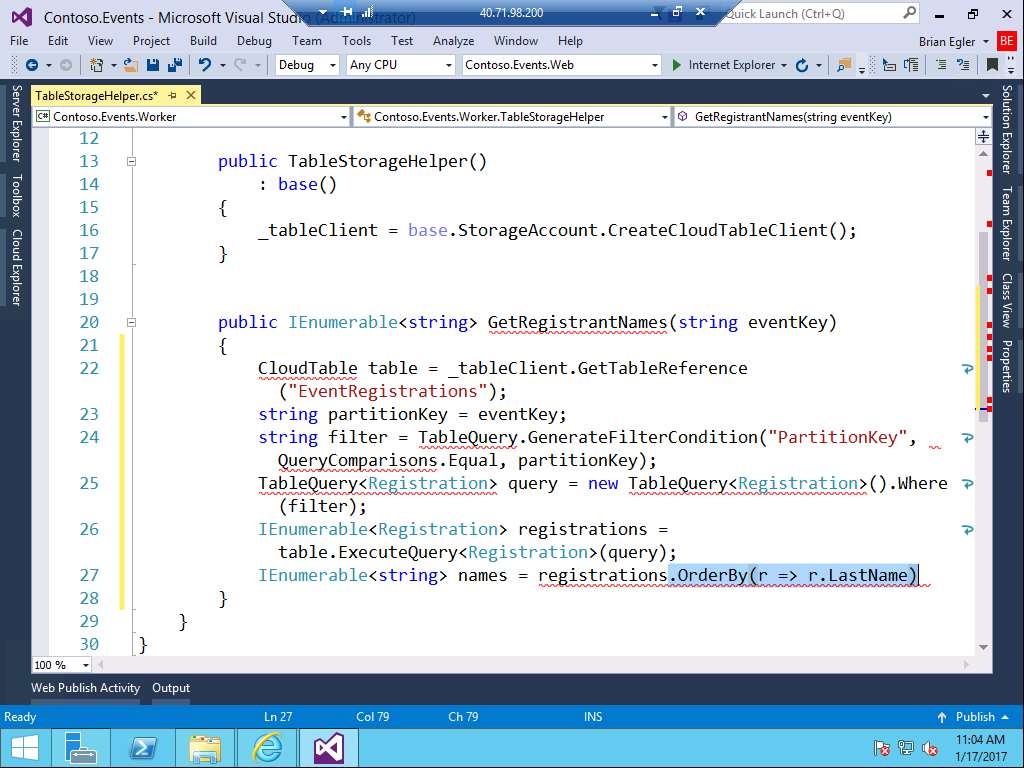 Contoso.Events - Microsoft Visual Studio (Administrator)
40.71.98.200
Quick Launch (Ctrl+Q)
File Edit View Project Build Debug Team Tools Test Analyze Window Help
Brian Egler BE
Debug Any CPU Contoso.Events.Web Internet Explorer
Server Explorer
Toolbox
Cloud Explorer
TableStorageHelper.cs*
C# Contoso.Events.Worker Contoso.Events.Worker.TableStorageHelper GetRegistrantNames(string eventKey)
12
13 public TableStorageHelper()
14 : base()
15 {
16 _tableClient = base.StorageAccount.CreateCloudTableClient();
17 }
18
19
20 public IEnumerable<string> GetRegistrantNames(string eventKey)
21 {
22 CloudTable table = _tableClient.GetTableReference
("EventRegistrations");
23 string partitionKey = eventKey;
24 string filter = TableQuery.GenerateFilterCondition("PartitionKey",
QueryComparisons.Equal, partitionKey);
25 TableQuery<Registration> query = new TableQuery<Registration>().Where
(filter);
26 IEnumerable<Registration> registrations =
table.ExecuteQuery<Registration>(query);
27 IEnumerable<string> names = registrations.OrderBy(r => r.LastName)
28 }
29 }
30 }
Solution Explorer
Team Explorer
Class View
Properties
100 %
Web Publish Activity Output
Ready Ln 27 Col 79 Ch 79 INS Publish
11:04 AM
1/17/2017